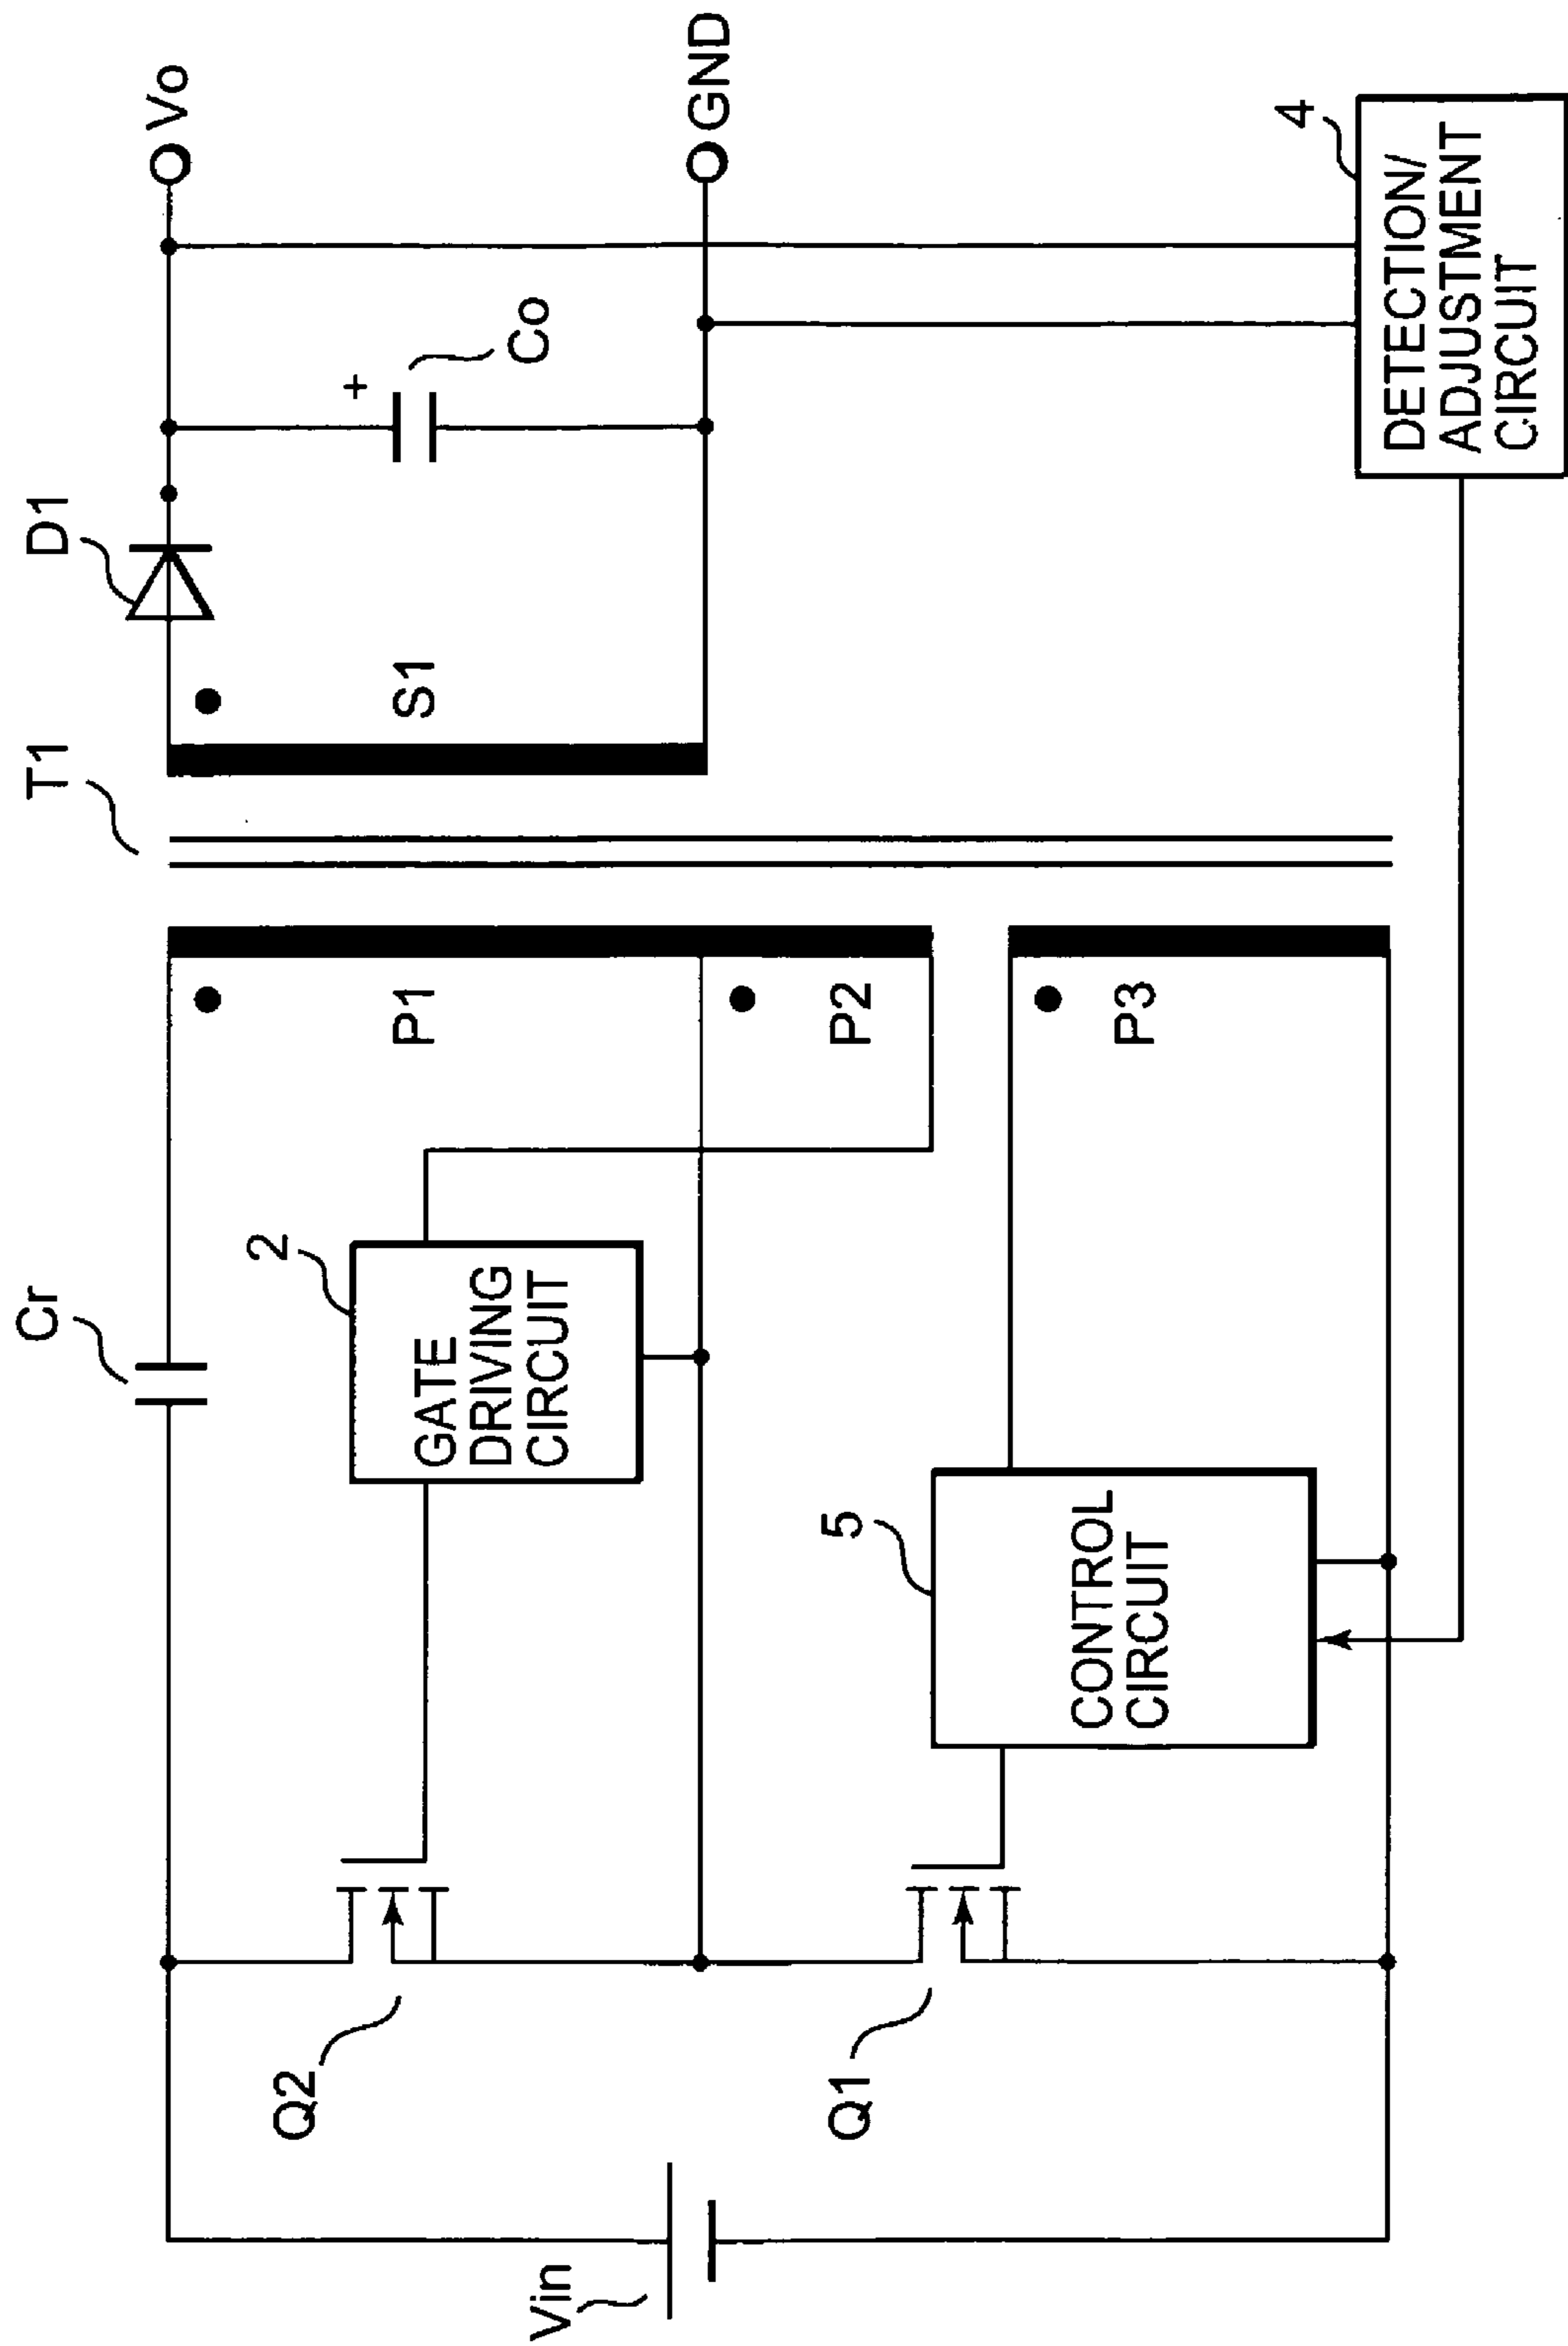 Cr
T1
D1
Vo
2
P1
S1
+
Co
GATE
DRIVING
CIRCUIT
Q2
Vin
GND
P2
5
Q1
CONTROL
CIRCUIT
P3
4
DETECTION/
ADJUSTMENT
CIRCUIT